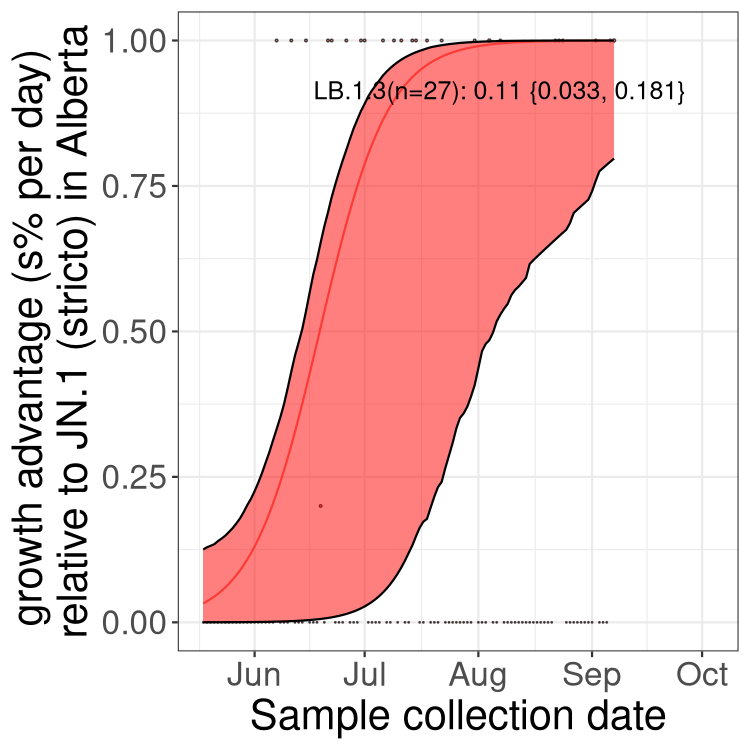 growth advantage (s% per day)
relative to JN.1 (stricto) in Alberta
1.00
0.75
0.50
0.25
0.00
LB.1.3(n=27): 0.11 {0.033, 0.181}
Jun Jul Aug Sep Oct
Sample collection date